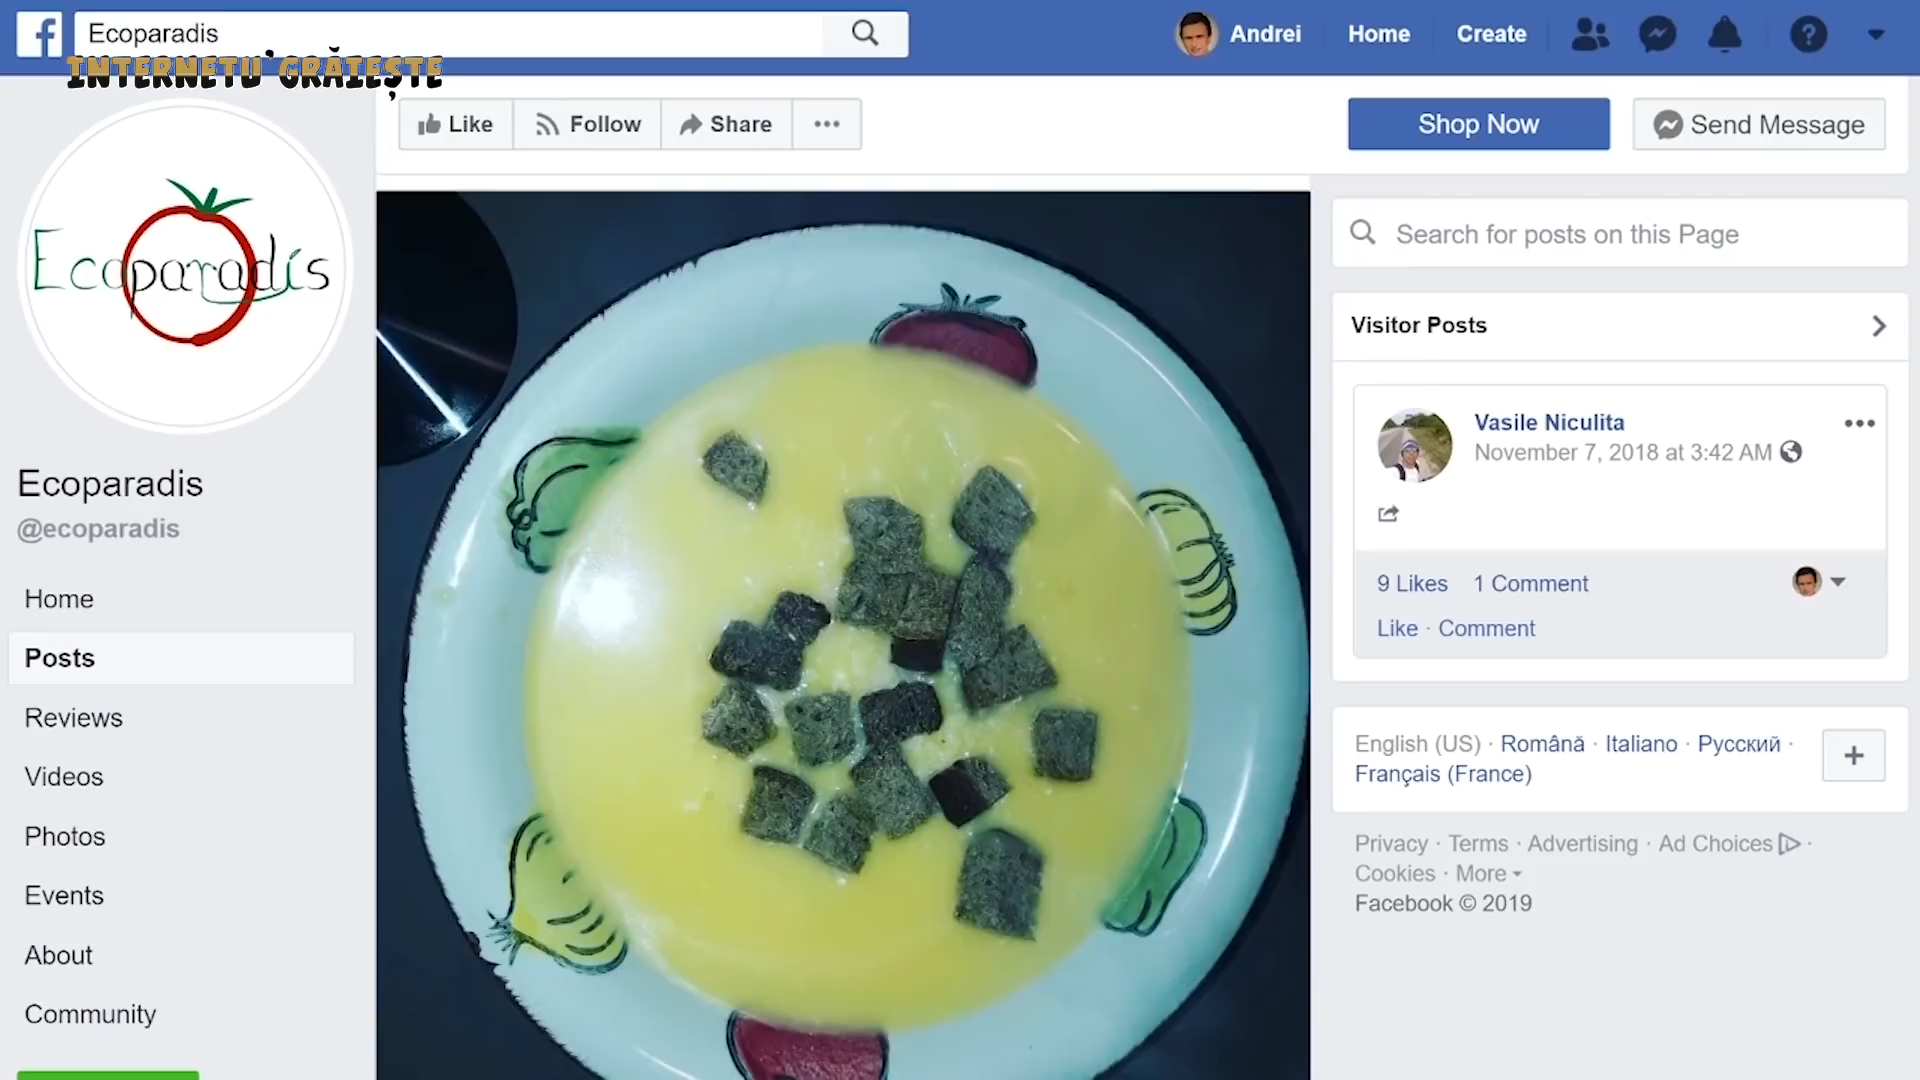 Ecoparadis
Andrei
Home
Create
INTERNETU' GRĂIEȘTE
Like
Follow
Share
Shop Now
Send Message
Ecoparadis
Ecoparadis
@ecoparadis
Home
Posts
Reviews
Videos
Photos
Events
About
Community
Search for posts on this Page
Visitor Posts
Vasile Niculita
November 7, 2018 at 3:42 AM
9 Likes 1 Comment
Like · Comment
English (US) · Română · Italiano · Русский ·
Français (France)
Privacy · Terms · Advertising · Ad Choices ·
Cookies · More
Facebook © 2019